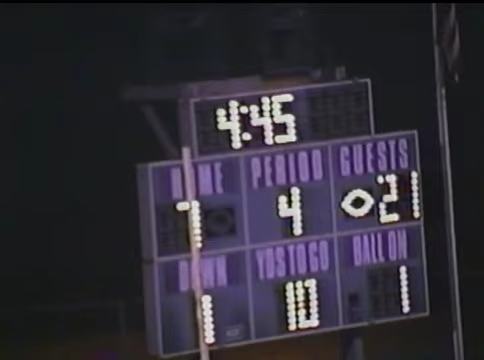 4:45
HOME PERIOD GUESTS
7 4 21
DOWN YDS TO GO BALL ON
1 10 1